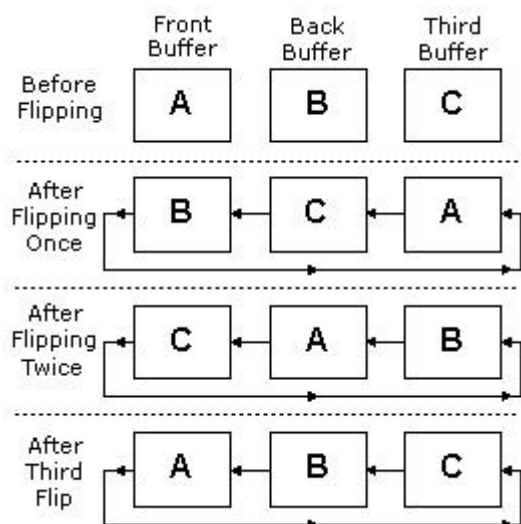 Front Back Third
Buffer Buffer Buffer
Before
Flipping
A B C
After
Flipping
Once
B C A
After
Flipping
Twice
C A B
After
Third
Flip
A B C